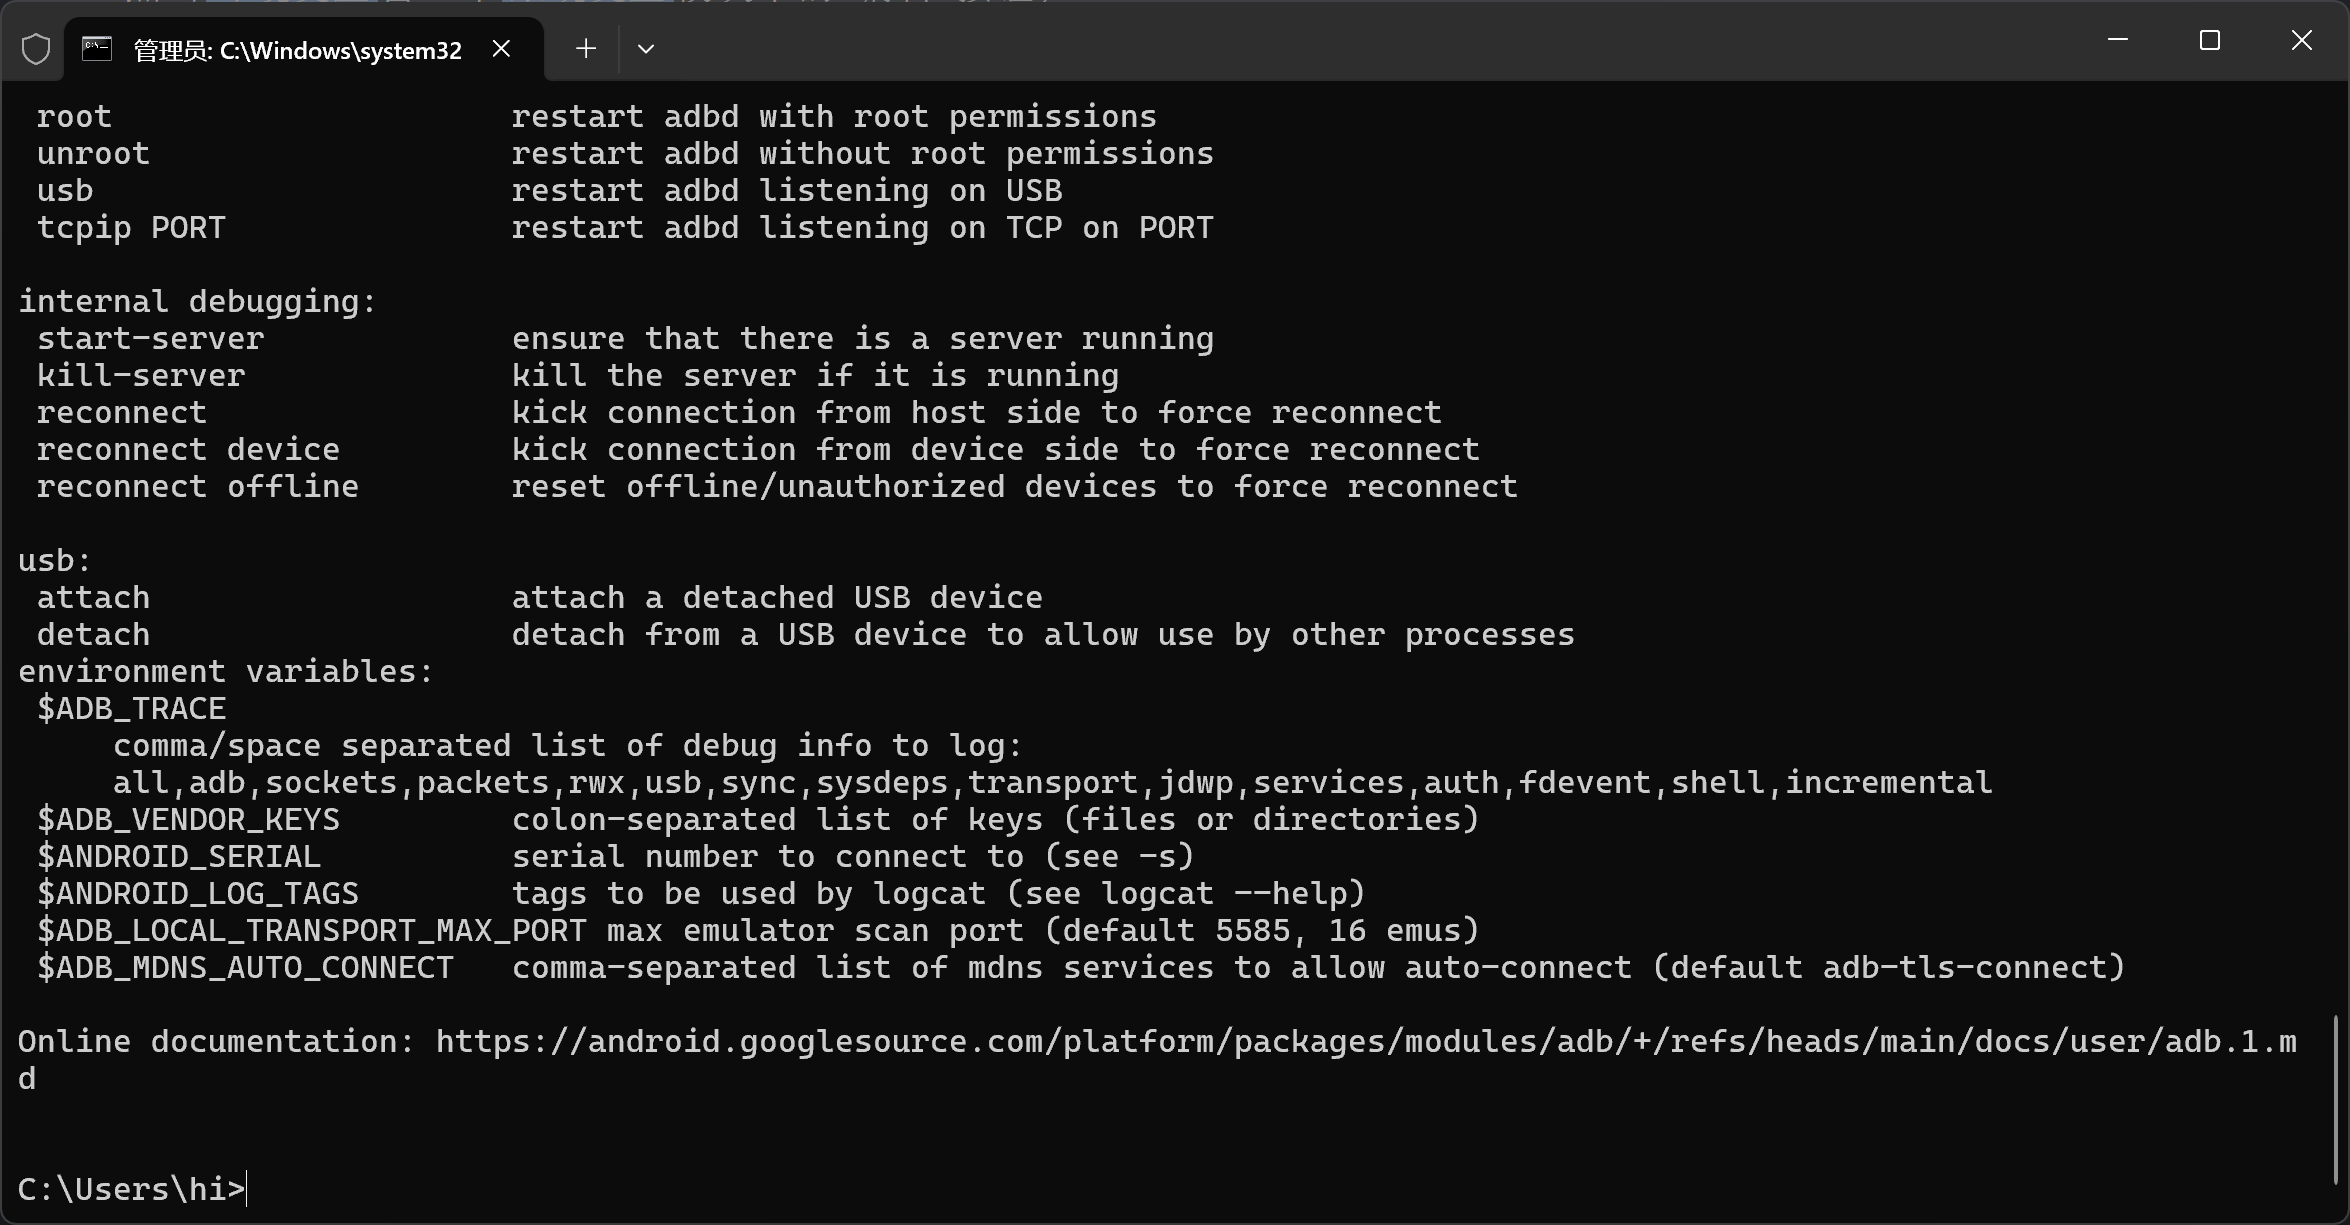 管理员: C:\Windows\system32
root restart adbd with root permissions
unroot restart adbd without root permissions
usb restart adbd listening on USB
tcpip PORT restart adbd listening on TCP on PORT
internal debugging:
start-server ensure that there is a server running
kill-server kill the server if it is running
reconnect kick connection from host side to force reconnect
reconnect device kick connection from device side to force reconnect
reconnect offline reset offline/unauthorized devices to force reconnect
usb:
attach attach a detached USB device
detach detach from a USB device to allow use by other processes
environment variables:
$ADB_TRACE
comma/space separated list of debug info to log:
all,adb,sockets,packets,rwx,usb,sync,sysdeps,transport,jdwp,services,auth,fdevent,shell,incremental
$ADB_VENDOR_KEYS colon-separated list of keys (files or directories)
$ANDROID_SERIAL serial number to connect to (see -s)
$ANDROID_LOG_TAGS tags to be used by logcat (see logcat --help)
$ADB_LOCAL_TRANSPORT_MAX_PORT max emulator scan port (default 5585, 16 emus)
$ADB_MDNS_AUTO_CONNECT comma-separated list of mdns services to allow auto-connect (default adb-tls-connect)
Online documentation: https://android.googlesource.com/platform/packages/modules/adb/+/refs/heads/main/docs/user/adb.1.m
d
C:\Users\hi>